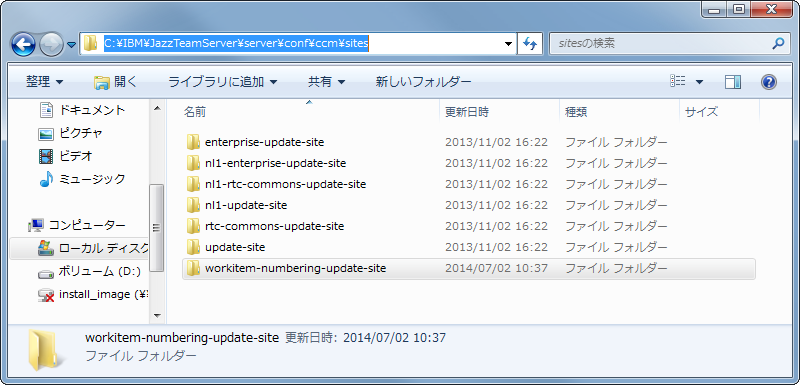 C:¥IBM¥JazzTeamServer¥server¥conf¥ccm¥sites
sitesの検索
整理 開く ライブラリに追加 共有 新しいフォルダー
ドキュメント
ピクチャ
ビデオ
ミュージック
コンピューター
ローカル ディスク
ボリューム (D:)
install_image (¥
名前 更新日時 種類 サイズ
enterprise-update-site 2013/11/02 16:22 ファイル フォルダー
nl1-enterprise-update-site 2013/11/02 16:22 ファイル フォルダー
nl1-rtc-commons-update-site 2013/11/02 16:22 ファイル フォルダー
nl1-update-site 2013/11/02 16:22 ファイル フォルダー
rtc-commons-update-site 2013/11/02 16:22 ファイル フォルダー
update-site 2013/11/02 16:22 ファイル フォルダー
workitem-numbering-update-site 2014/07/02 10:37 ファイル フォルダー
workitem-numbering-update-site 更新日時: 2014/07/02 10:37
ファイル フォルダー